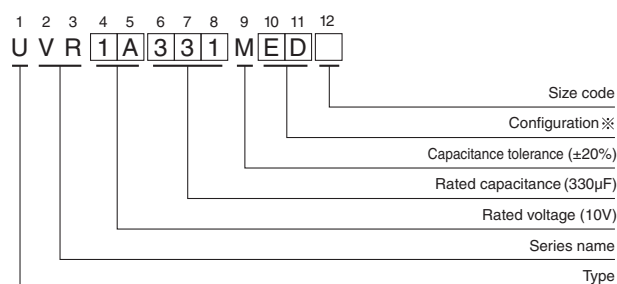 1 2 3 4 5 6 7 8 9 10 11 12
U V R 1 A 3 3 1 M E D
Size code
Configuration※
Capacitance tolerance (±20%)
Rated capacitance (330µF)
Rated voltage (10V)
Series name
Type